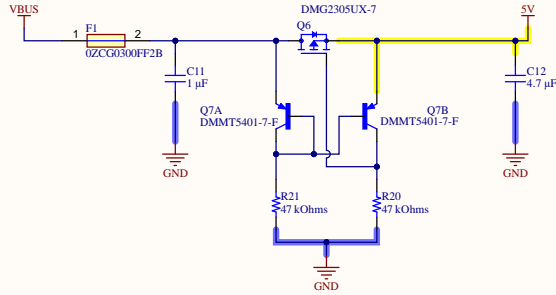 VBUS
DMG2305UX-7
5V
F1
Q6
1
2
0ZCG0300FF2B
C11
1 µF
C12
4.7 µF
Q7A
DMMT5401-7-F
Q7B
DMMT5401-7-F
GND
GND
R21
47 kOhms
R20
47 kOhms
GND